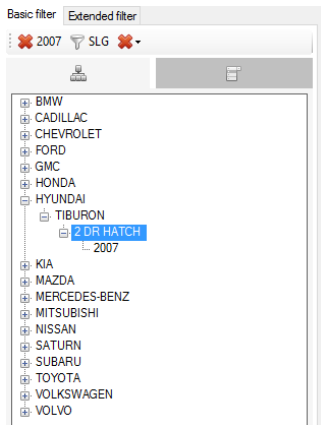 Basic filter Extended filter
2007 SLG
BMW
CADILLAC
CHEVROLET
FORD
GMC
HONDA
HYUNDAI
TIBURON
2 DR HATCH
2007
KIA
MAZDA
MERCEDES-BENZ
MITSUBISHI
NISSAN
SATURN
SUBARU
TOYOTA
VOLKSWAGEN
VOLVO